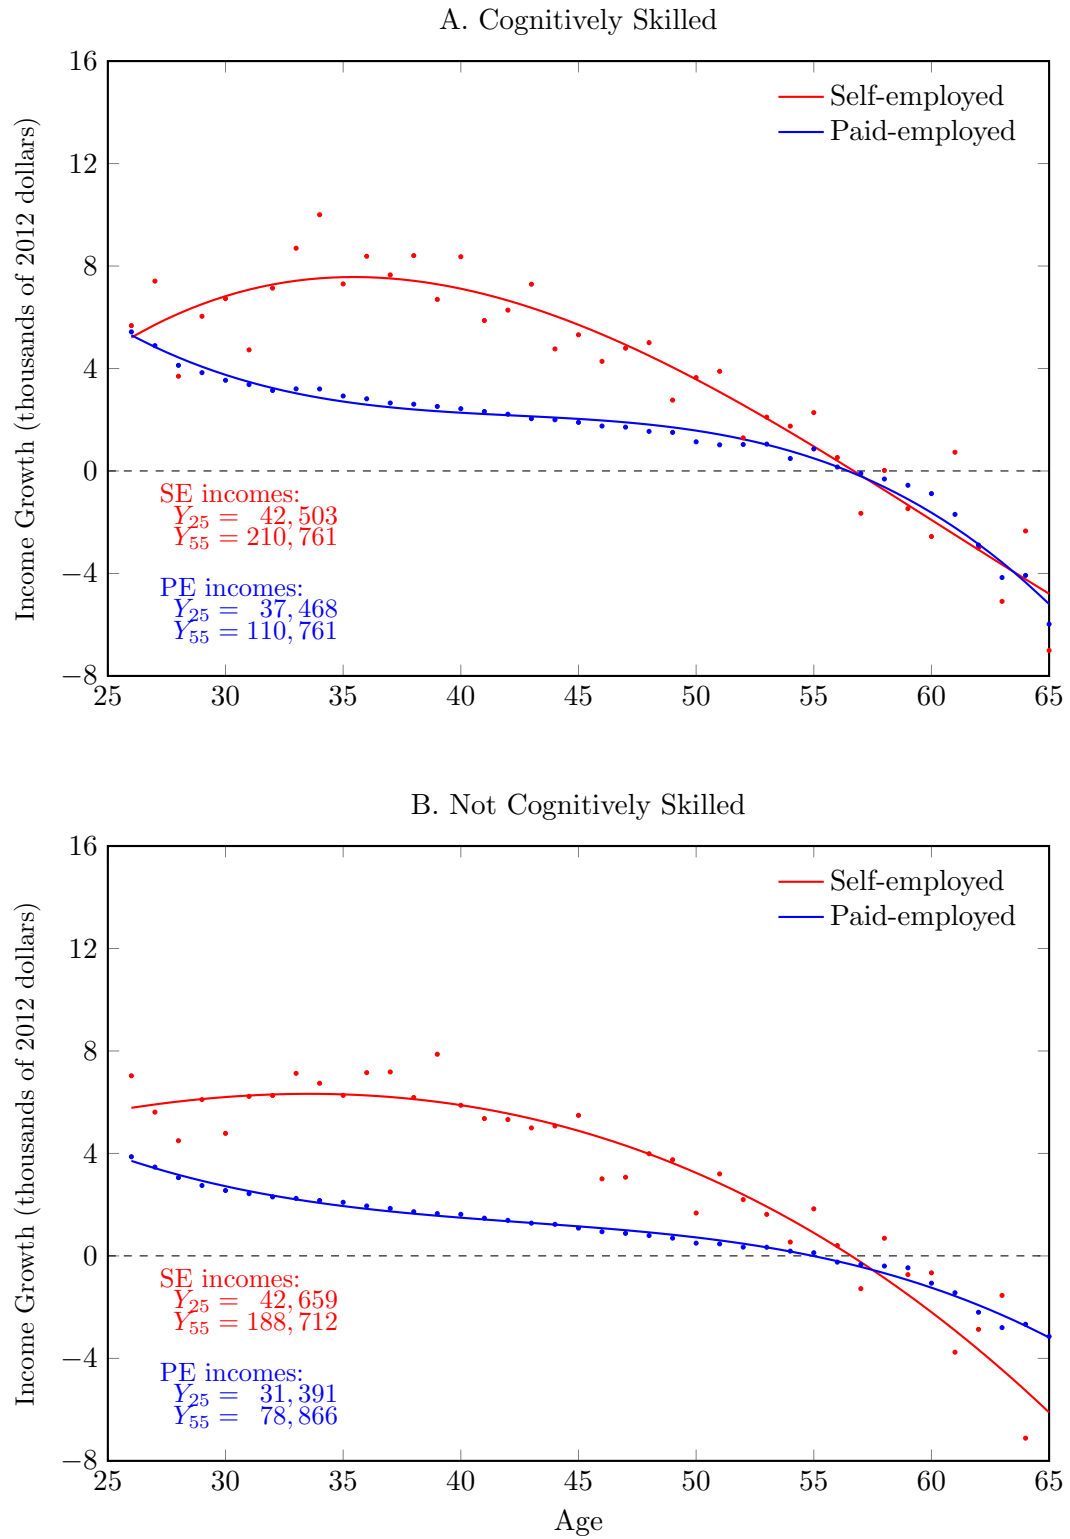 A. Cognitively Skilled
16
12
8
4
0
−4
−8
Income Growth (thousands of 2012 dollars)
Self-employed
Paid-employed
SE incomes:
Y25 = 42,503
Y55 = 210,761
PE incomes:
Y25 = 37,468
Y55 = 110,761
25 30 35 40 45 50 55 60 65
B. Not Cognitively Skilled
16
12
8
4
0
−4
−8
Income Growth (thousands of 2012 dollars)
Self-employed
Paid-employed
SE incomes:
Y25 = 42,659
Y55 = 188,712
PE incomes:
Y25 = 31,391
Y55 = 78,866
25 30 35 40 45 50 55 60 65
Age